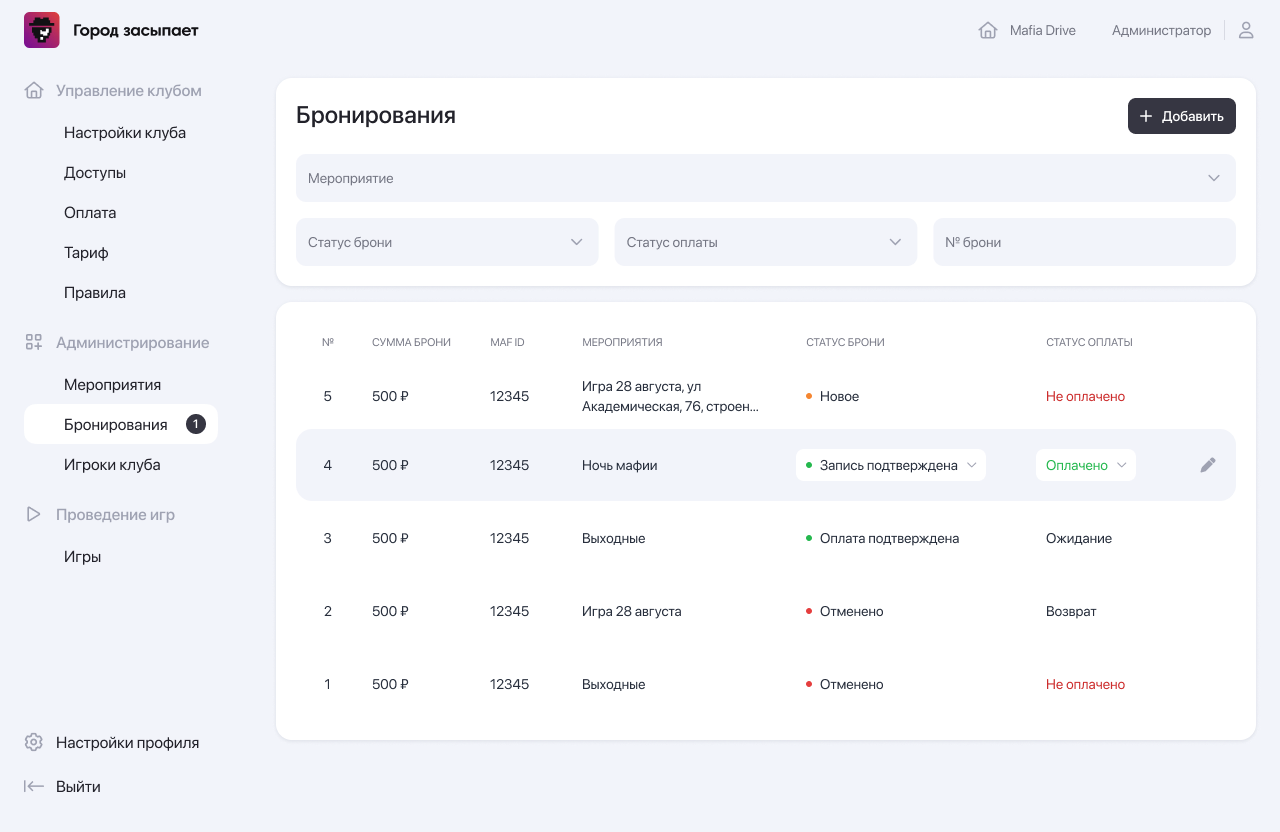 Город засыпает
Mafia Drive
Администратор
Управление клубом
Настройки клуба
Доступы
Оплата
Тариф
Правила
Администрирование
Мероприятия
Бронирования 1
Игроки клуба
Проведение игр
Игры
Настройки профиля
Выйти
Бронирования
Добавить
Мероприятие
Статус брони
Статус оплаты
№ брони
№ СУММА БРОНИ MAF ID МЕРОПРИЯТИЯ СТАТУС БРОНИ СТАТУС ОПЛАТЫ
5 500 ₽ 12345 Игра 28 августа, ул Новое Не оплачено
Академическая, 76, строен...
4 500 ₽ 12345 Ночь мафии Запись подтверждена Оплачено
3 500 ₽ 12345 Выходные Оплата подтверждена Ожидание
2 500 ₽ 12345 Игра 28 августа Отменено Возврат
1 500 ₽ 12345 Выходные Отменено Не оплачено